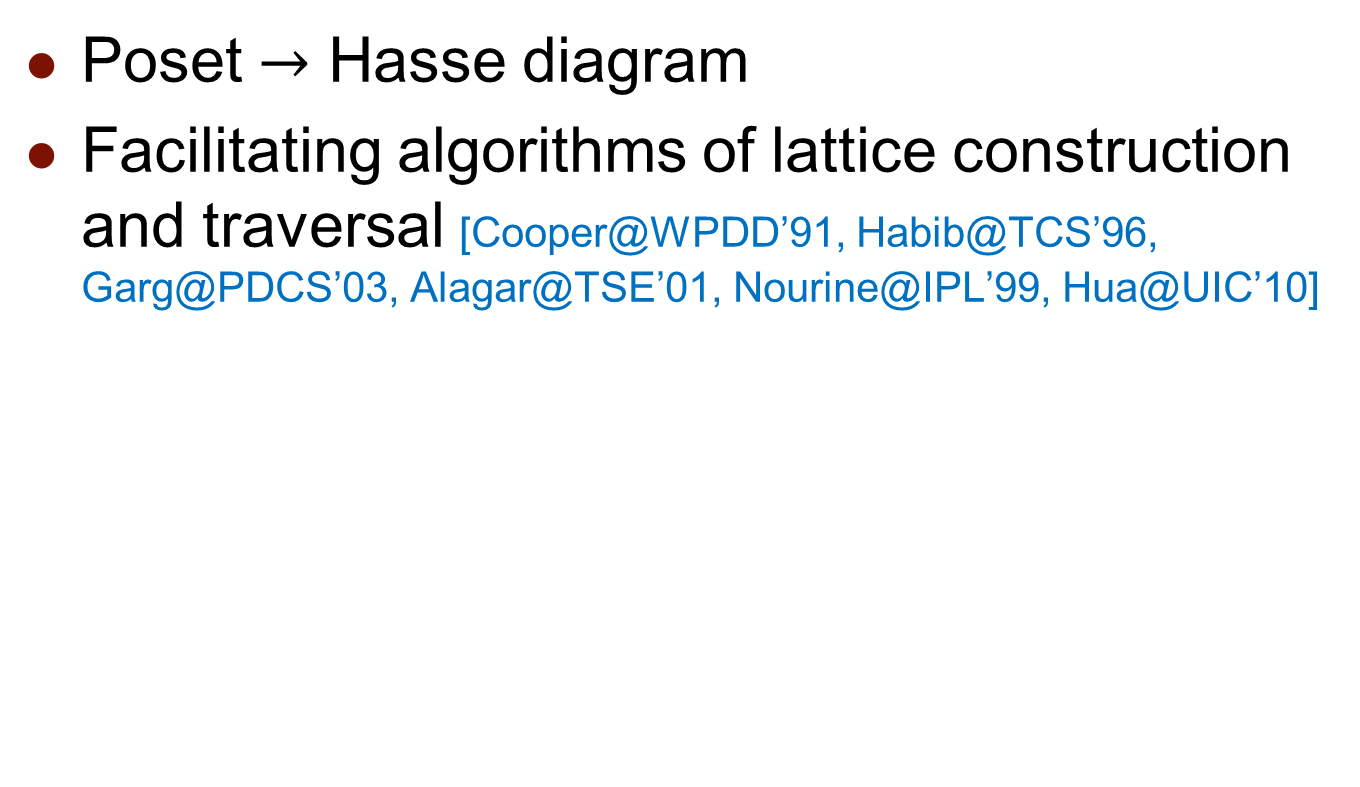 • Poset → Hasse diagram
• Facilitating algorithms of lattice construction
and traversal [Cooper@WPDD’91, Habib@TCS’96,
Garg@PDCS’03, Alagar@TSE’01, Nourine@IPL’99, Hua@UIC’10]